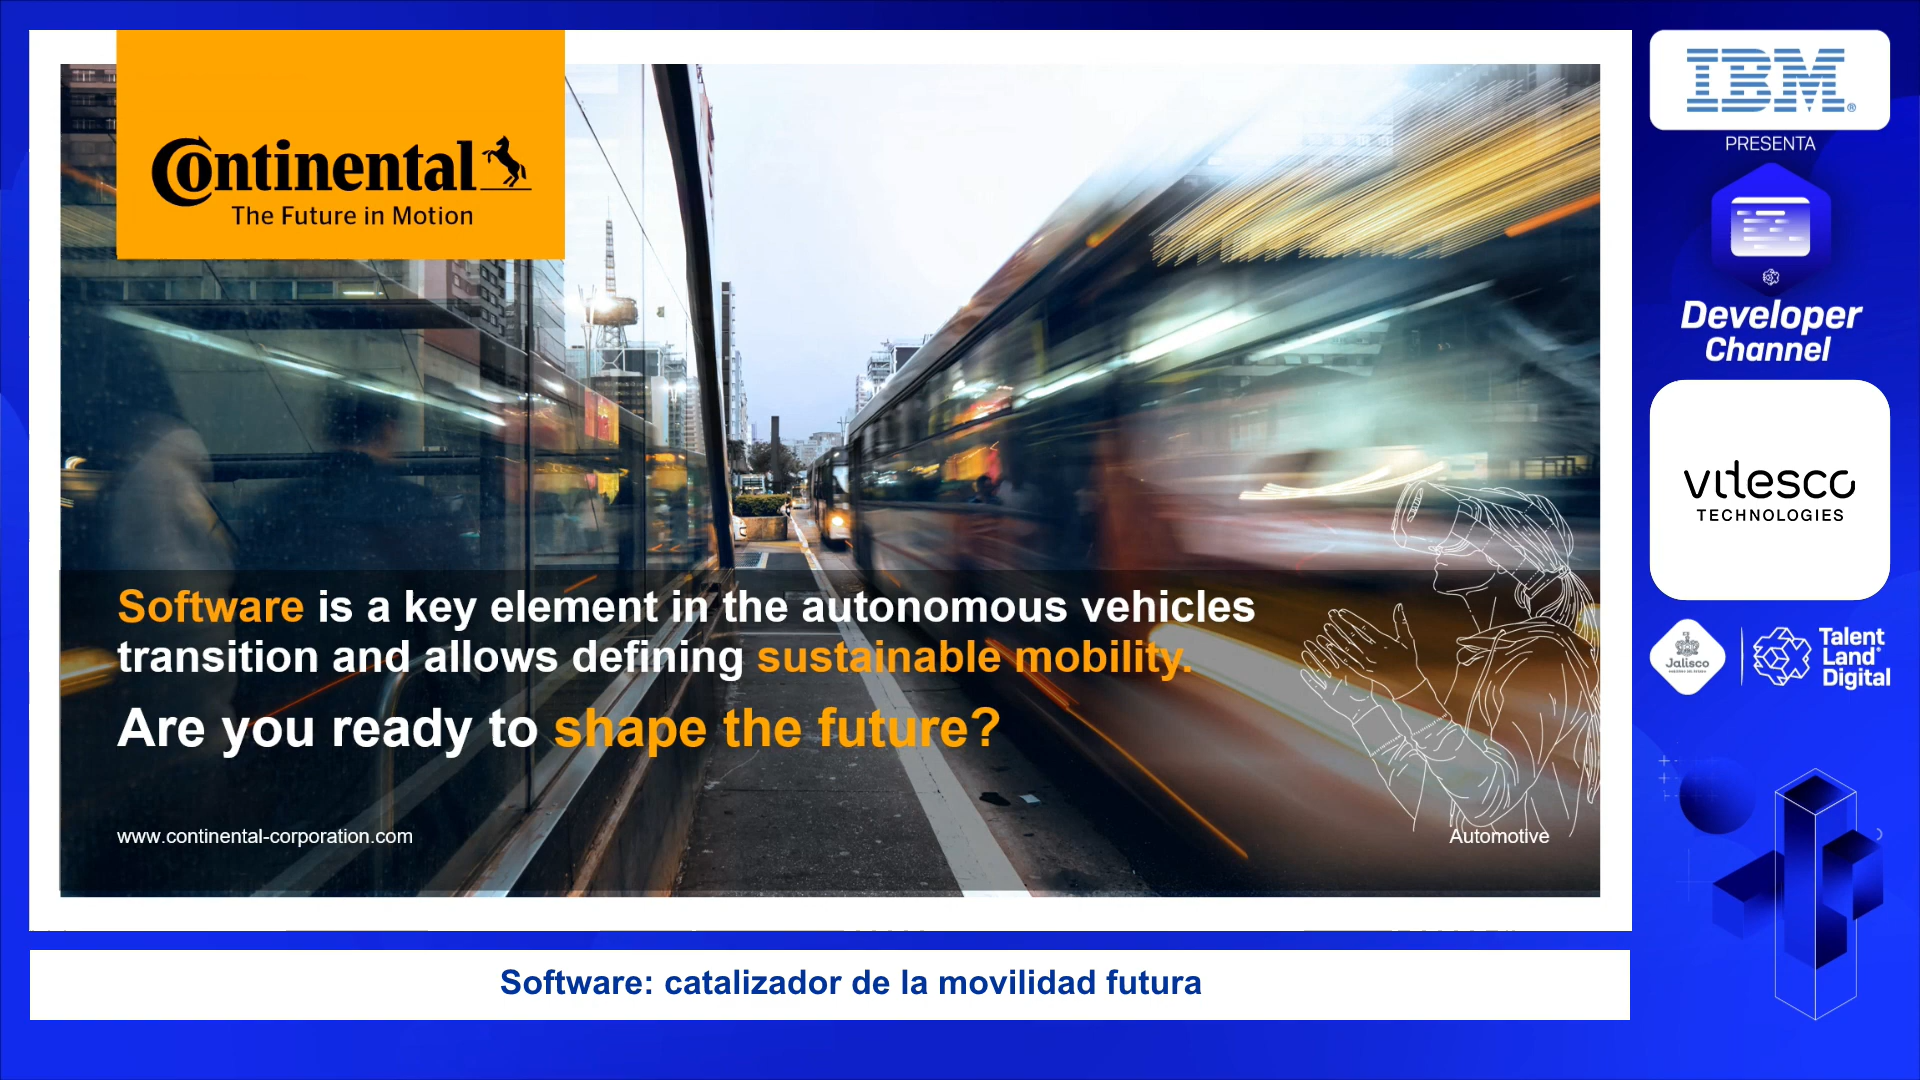 Continental
The Future in Motion
Software is a key element in the autonomous vehicles
transition and allows defining sustainable mobility.
Are you ready to shape the future?
www.continental-corporation.com
Automotive
Software: catalizador de la movilidad futura
IBM®
PRESENTA
Developer
Channel
vitesco
TECHNOLOGIES
Jalisco
Talent
Land®
Digital